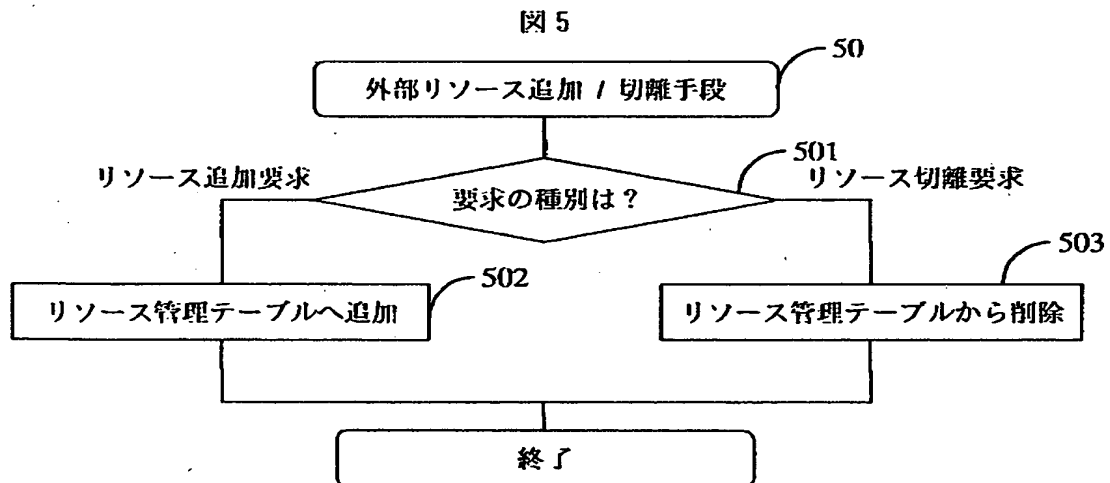 図5
50
外部リソース追加 / 切離手段
501
リソース追加要求
要求の種別は？
リソース切離要求
502
503
リソース管理テーブルへ追加
リソース管理テーブルから削除
終了